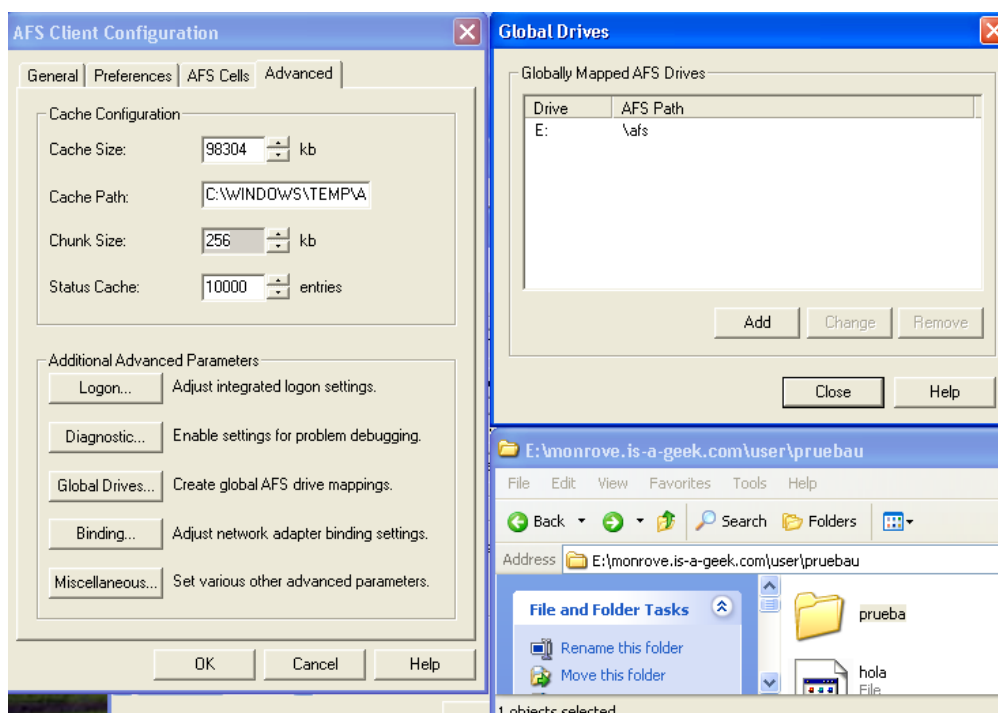 AFS Client Configuration
General Preferences AFS Cells Advanced
Cache Configuration
Cache Size: 98304 kb
Cache Path: C:\WINDOWS\TEMP\A
Chunk Size: 256 kb
Status Cache: 10000 entries
Additional Advanced Parameters
Logon... Adjust integrated logon settings.
Diagnostic... Enable settings for problem debugging.
Global Drives... Create global AFS drive mappings.
Binding... Adjust network adapter binding settings.
Miscellaneous... Set various other advanced parameters.
OK Cancel Help
Global Drives
Globally Mapped AFS Drives
Drive AFS Path
E: \afs
Add Change Remove
Close Help
E:\monrove.is-a-geek.com\user\pruebau
File Edit View Favorites Tools Help
Back Search Folders
Address E:\monrove.is-a-geek.com\user\pruebau
File and Folder Tasks
Rename this folder
Move this folder
prueba
hola
File
1 objects selected